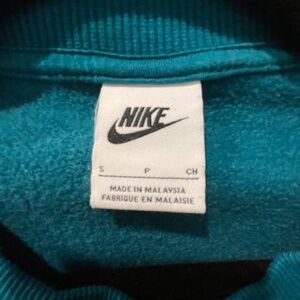 NIKE
S P CH
MADE IN MALAYSIA
FABRIQUE EN MALAISIE